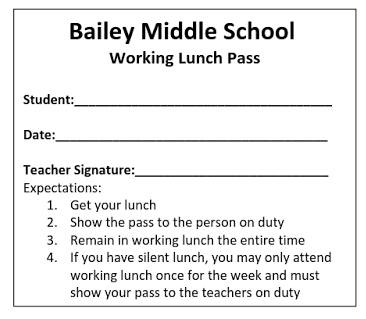 Bailey Middle School
Working Lunch Pass
Student:___________________________________
Date:_____________________________________
Teacher Signature:__________________________
Expectations:
1. Get your lunch
2. Show the pass to the person on duty
3. Remain in working lunch the entire time
4. If you have silent lunch, you may only attend
working lunch once for the week and must
show your pass to the teachers on duty